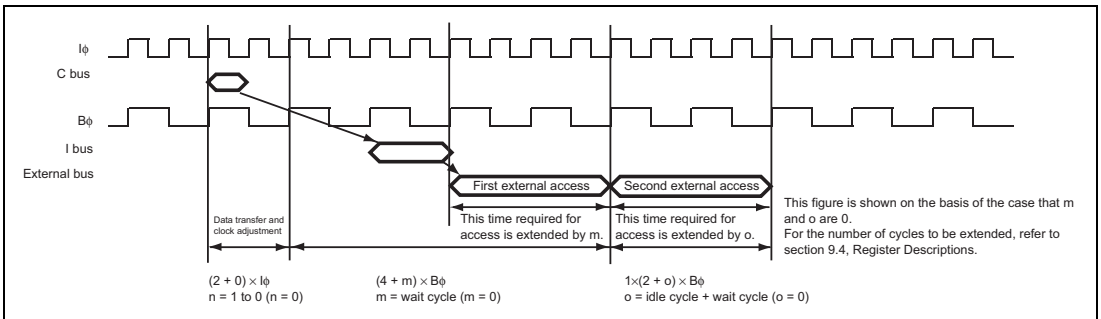 Iϕ
C bus
Bϕ
I bus
External bus
First external access
Second external access
Data transfer and
clock adjustment
This time required for
access is extended by m.
This time required for
access is extended by o.
This figure is shown on the basis of the case that m
and o are 0.
For the number of cycles to be extended, refer to
section 9.4, Register Descriptions.
(2 + 0) × Iϕ
n = 1 to 0 (n = 0)
(4 + m) × Bϕ
m = wait cycle (m = 0)
1×(2 + o) × Bϕ
o = idle cycle + wait cycle (o = 0)